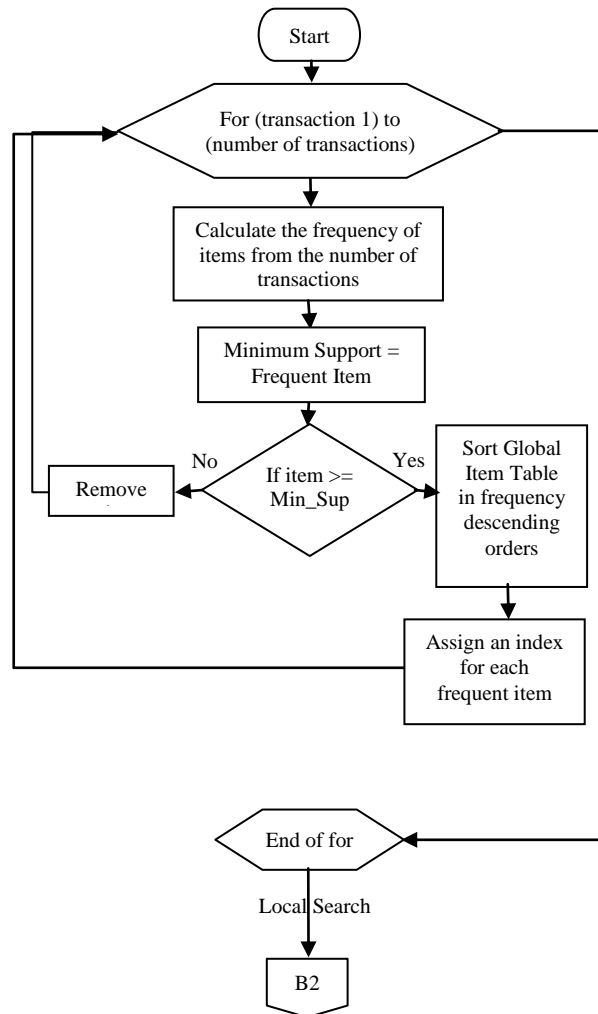 Start
For (transaction 1) to
(number of transactions)
Calculate the frequency of
items from the number of
transactions
Minimum Support =
Frequent Item
No
If item >=
Min_Sup
Yes
Remove
Sort Global
Item Table
in frequency
descending
orders
Assign an index
for each
frequent item
End of for
Local Search
B2